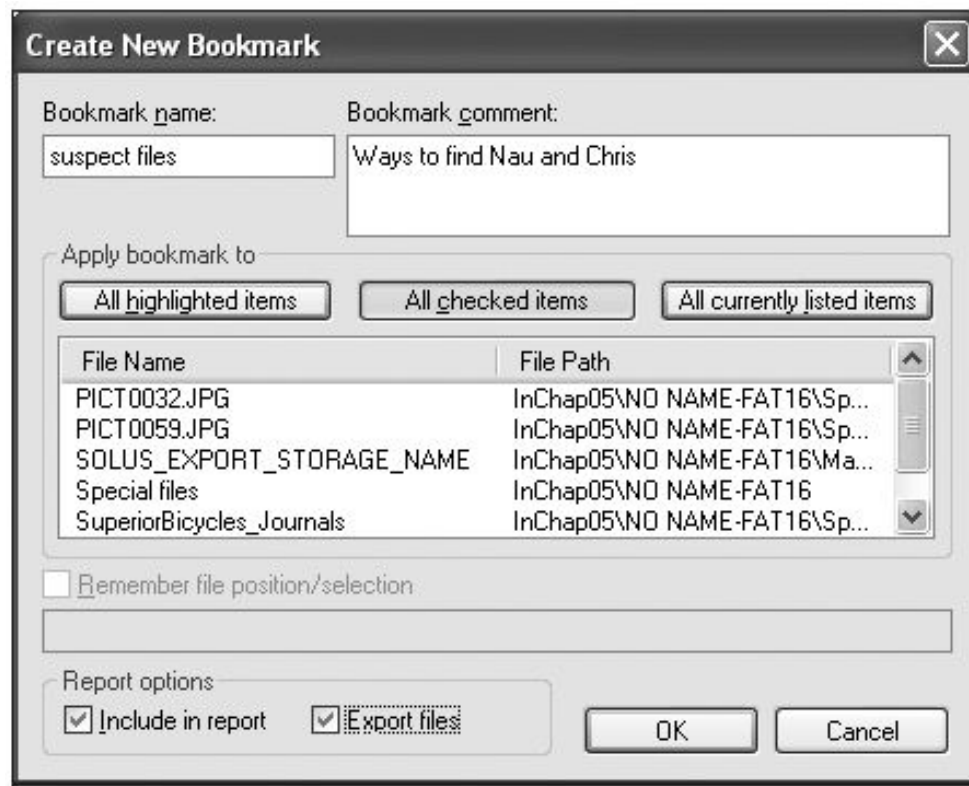 Create New Bookmark
Bookmark name:
Bookmark comment:
suspect files
Ways to find Nau and Chris
Apply bookmark to
All highlighted items
All checked items
All currently listed items
File Name
File Path
PICT0032.JPG
InChap05\NO NAME-FAT16\Sp...
PICT0059.JPG
InChap05\NO NAME-FAT16\Sp...
SOLUS_EXPORT_STORAGE_NAME
InChap05\NO NAME-FAT16\Ma...
Special files
InChap05\NO NAME-FAT16
SuperiorBicycles_Journals
InChap05\NO NAME-FAT16\Sp...
Remember file position/selection
Report options
Include in report
Export files
OK
Cancel